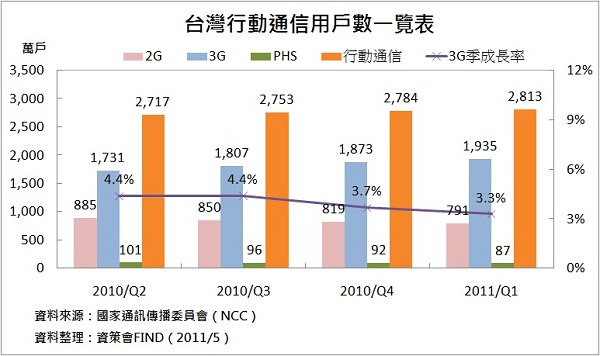 台灣行動通信用戶數一覽表
萬戶
2G 3G PHS 行動通信 3G季成長率
3,500 12%
3,000 9%
2,500 6%
2,000 3%
1,500 0%
1,000
500
0
2,717 2,753 2,784 2,813
1,731 1,807 1,873 1,935
4.4% 4.4% 3.7% 3.3%
885 850 819 791
101 96 92 87
2010/Q2 2010/Q3 2010/Q4 2011/Q1
資料來源：國家通訊傳播委員會（NCC）
資料整理：資策會FIND（2011/5）